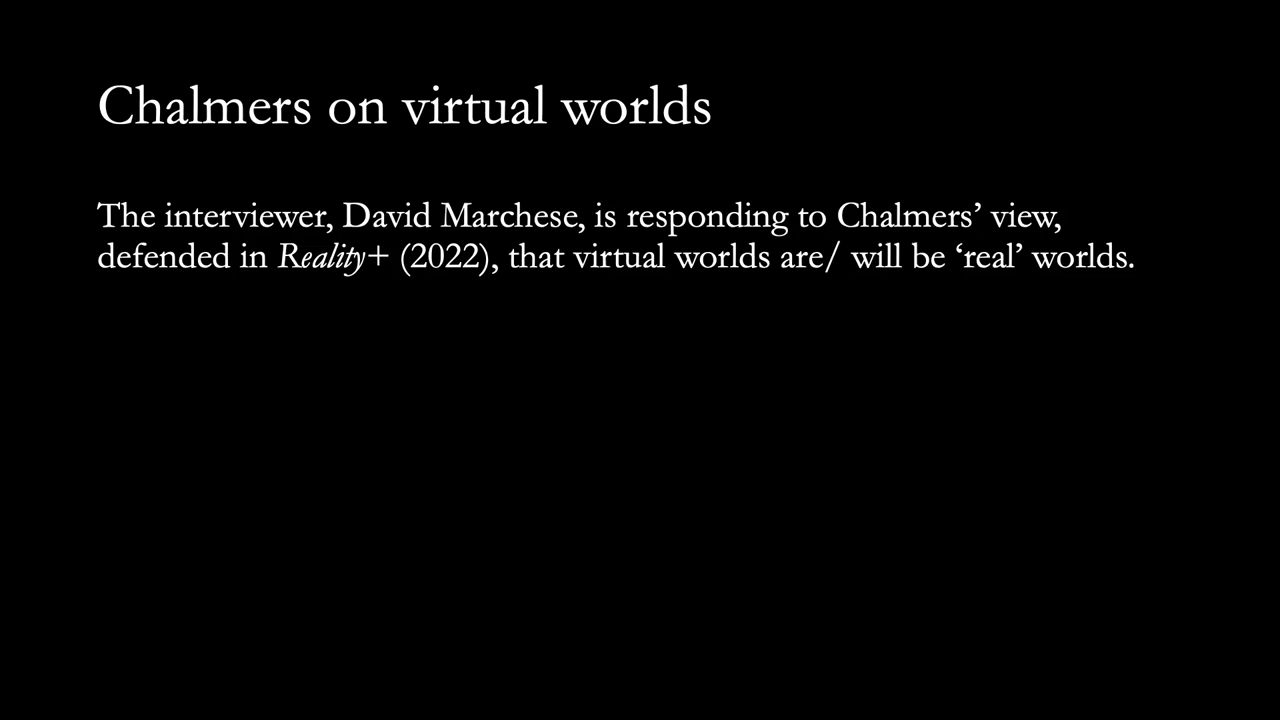 Chalmers on virtual worlds
The interviewer, David Marchese, is responding to Chalmers’ view,
defended in Reality+ (2022), that virtual worlds are/ will be ‘real’ worlds.